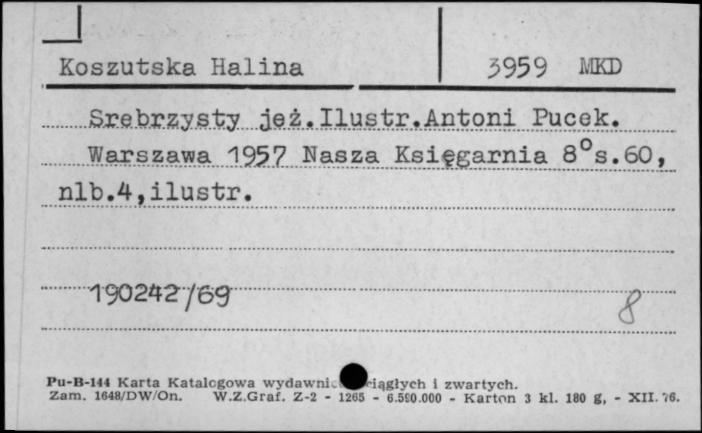 Koszutska Halina 3959 MKD
Srebrzysty jeż.Ilustr.Antoni Pucek.
Warszawa 1957 Nasza Księgarnia 8°s.60,
nlb.4,ilustr.
190242/69
8
Pu-B-144 Karta Katalogowa wydawni ciągłych i zwartych.
Zam. 1648/DW/On. W.Z.Graf. Z-2 - 1265 - 6.590.000 - Karton 3 kl. 180 g, - XII. 76.